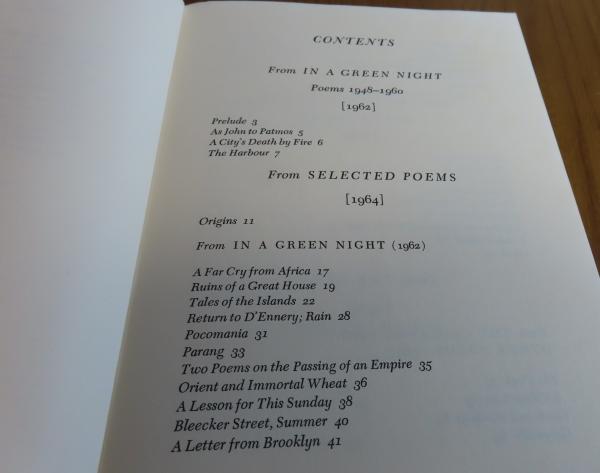 CONTENTS
From IN A GREEN NIGHT
Poems 1948–1960
[1962]
Prelude 3
As John to Patmos 5
A City's Death by Fire 6
The Harbour 7
From SELECTED POEMS
[1964]
Origins 11
From IN A GREEN NIGHT (1962)
A Far Cry from Africa 17
Ruins of a Great House 19
Tales of the Islands 22
Return to D'Ennery; Rain 28
Pocomania 31
Parang 33
Two Poems on the Passing of an Empire 35
Orient and Immortal Wheat 36
A Lesson for This Sunday 38
Bleecker Street, Summer 40
A Letter from Brooklyn 41